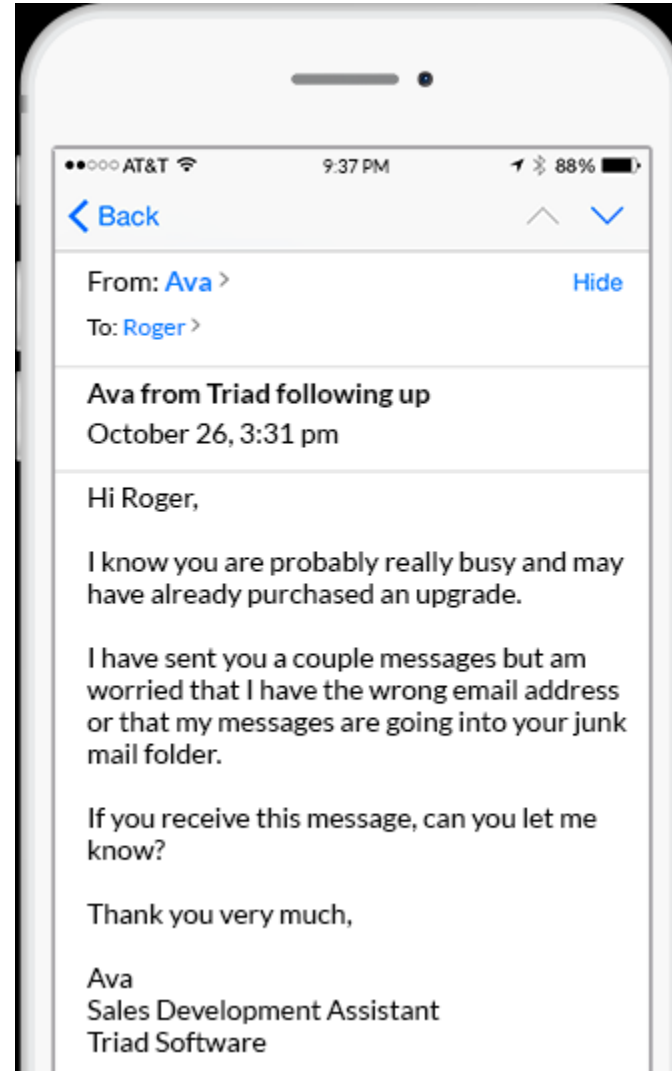 AT&T 9:37 PM 88%
Back
From: Ava Hide
To: Roger
Ava from Triad following up
October 26, 3:31 pm
Hi Roger,
I know you are probably really busy and may
have already purchased an upgrade.
I have sent you a couple messages but am
worried that I have the wrong email address
or that my messages are going into your junk
mail folder.
If you receive this message, can you let me
know?
Thank you very much,
Ava
Sales Development Assistant
Triad Software